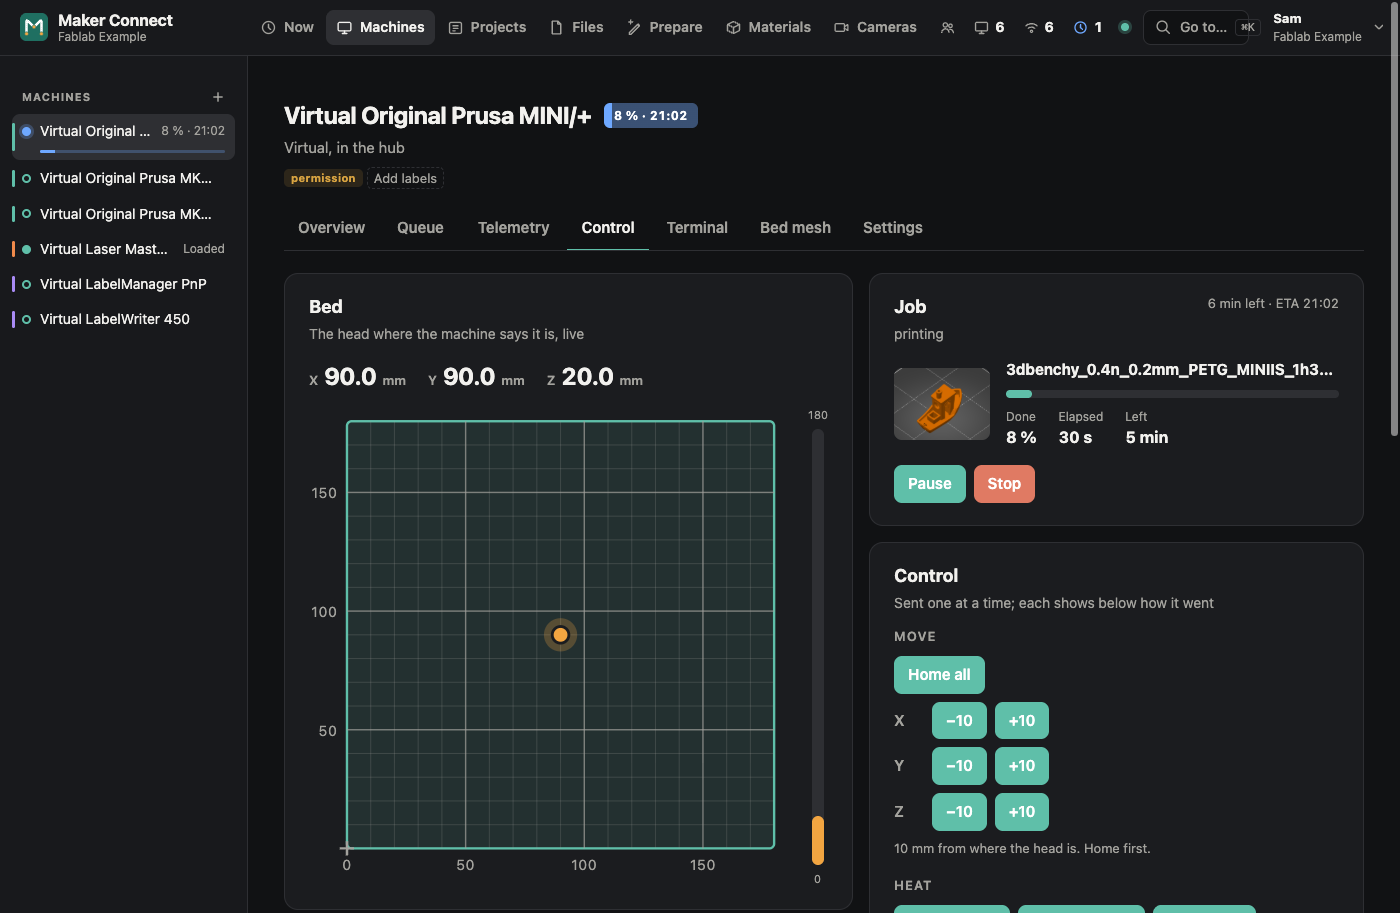 Maker Connect
Fablab Example
Now
Machines
Projects
Files
Prepare
Materials
Cameras
6
6
1
Go to...
⌘K
Sam
Fablab Example
MACHINES
+
Virtual Original ...
8 % · 21:02
Virtual Original Prusa MK...
Virtual Original Prusa MK...
Virtual Laser Mast...
Loaded
Virtual LabelManager PnP
Virtual LabelWriter 450
Virtual Original Prusa MINI/+
8 % · 21:02
Virtual, in the hub
permission
Add labels
Overview
Queue
Telemetry
Control
Terminal
Bed mesh
Settings
Bed
The head where the machine says it is, live
X 90.0 mm
Y 90.0 mm
Z 20.0 mm
180
150
100
50
0
50
100
150
0
Job
6 min left · ETA 21:02
printing
3dbenchy_0.4n_0.2mm_PETG_MINIIS_1h3...
Done
Elapsed
Left
8 %
30 s
5 min
Pause
Stop
Control
Sent one at a time; each shows below how it went
MOVE
Home all
X −10 +10
Y −10 +10
Z −10 +10
10 mm from where the head is. Home first.
HEAT